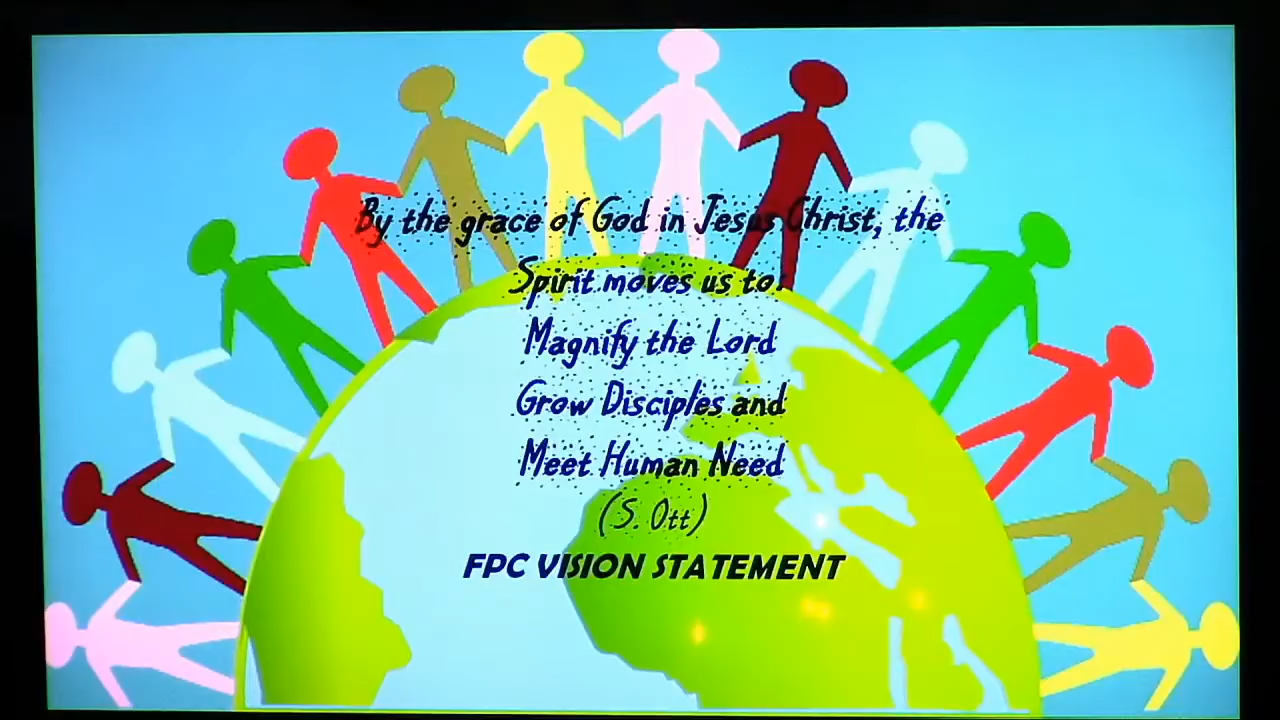 By the grace of God in Jesus Christ, the
Spirit moves us to:
Magnify the Lord
Grow Disciples and
Meet Human Need
(S. Ott)
FPC VISION STATEMENT